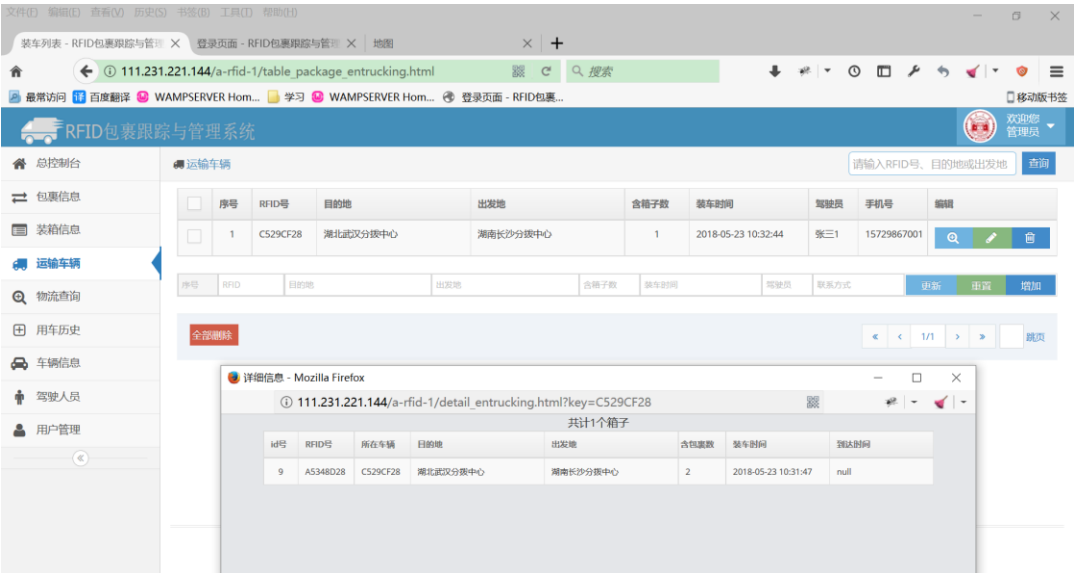 文件(F) 编辑(E) 查看(V) 历史(S) 书签(B) 工具(T) 帮助(H)
装车列表 - RFID包裹跟踪与管理 登录页面 - RFID包裹跟踪与管理 地图
111.231.221.144/a-rfid-1/table_package_entrucking.html 搜索
最常访问 百度翻译 WAMPSERVER Hom... 学习 WAMPSERVER Hom... 登录页面 - RFID包裹... 移动版书签
RFID包裹跟踪与管理系统 欢迎您 管理员
总控制台
运输车辆 请输入RFID号、目的地或出发地 查询
包裹信息
装箱信息
运输车辆
物流查询
用车历史
车辆信息
驾驶人员
用户管理
序号 RFID号 目的地 出发地 含箱子数 装车时间 驾驶员 手机号 编辑
1 C529CF28 湖北武汉分拨中心 湖南长沙分拨中心 1 2018-05-23 10:32:44 张三1 15729867001
序号 RFID 目的地 出发地 含箱子数 装车时间 驾驶员 联系方式 更新 重置 增加
全部删除 « ‹ 1/1 › » 跳页
详细信息 - Mozilla Firefox
111.231.221.144/a-rfid-1/detail_entrucking.html?key=C529CF28
共计1个箱子
id号 RFID号 所在车辆 目的地 出发地 含包裹数 装车时间 到达时间
9 A5348D28 C529CF28 湖北武汉分拨中心 湖南长沙分拨中心 2 2018-05-23 10:31:47 null